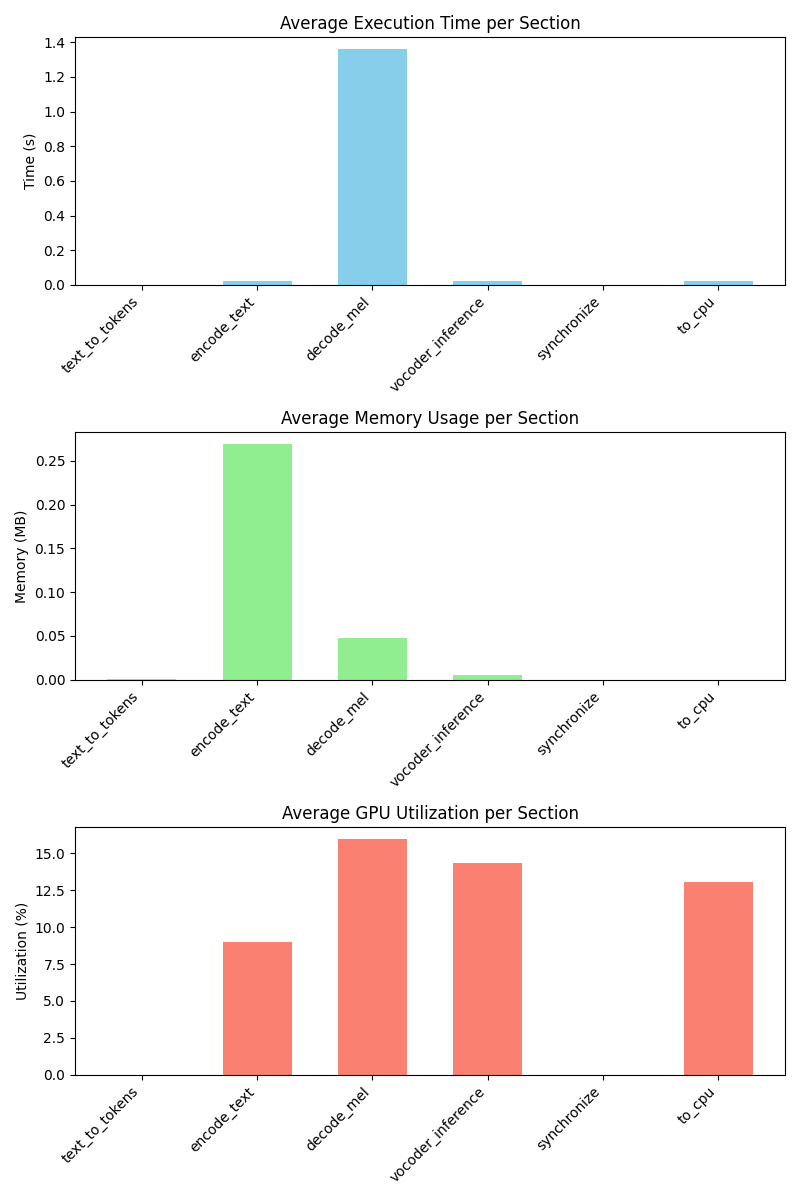 Average Execution Time per Section
1.4
1.2
1.0
0.8
0.6
0.4
0.2
0.0
Time (s)
text_to_tokens
encode_text
decode_mel
vocoder_inference
synchronize
to_cpu
Average Memory Usage per Section
0.25
0.20
0.15
0.10
0.05
0.00
Memory (MB)
text_to_tokens
encode_text
decode_mel
vocoder_inference
synchronize
to_cpu
Average GPU Utilization per Section
15.0
12.5
10.0
7.5
5.0
2.5
0.0
Utilization (%)
text_to_tokens
encode_text
decode_mel
vocoder_inference
synchronize
to_cpu